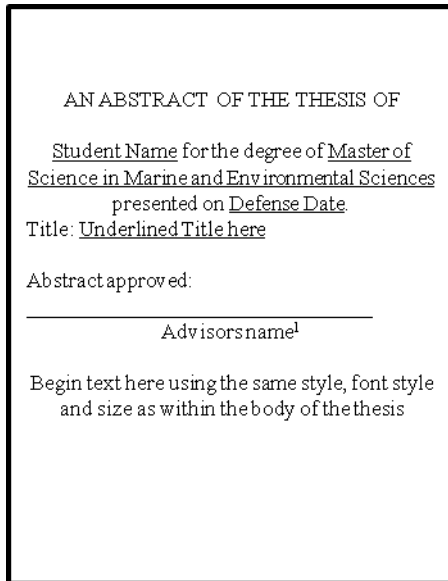 AN ABSTRACT OF THE THESIS OF
Student Name for the degree of Master of
Science in Marine and Environmental Sciences
presented on Defense Date.
Title: Underlined Title here
Abstract approved:
Advisors name¹
Begin text here using the same style, font style
and size as within the body of the thesis